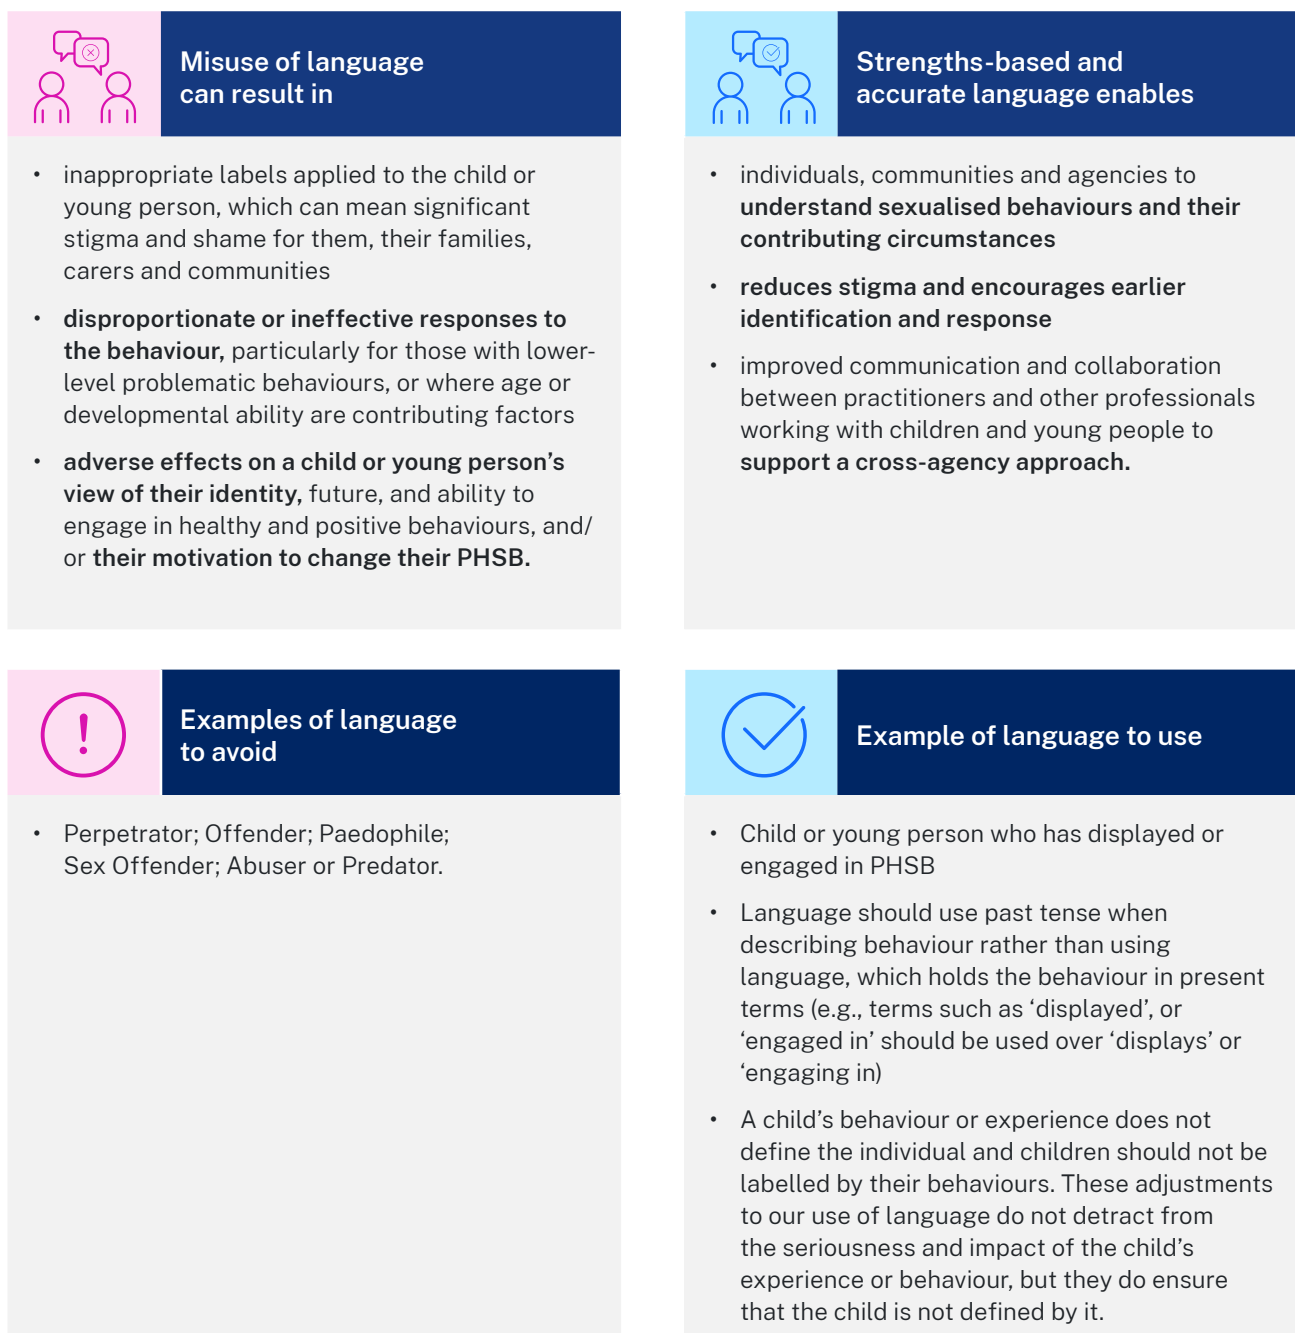 Misuse of language
can result in
• inappropriate labels applied to the child or
young person, which can mean significant
stigma and shame for them, their families,
carers and communities
• disproportionate or ineffective responses to
the behaviour, particularly for those with lower-
level problematic behaviours, or where age or
developmental ability are contributing factors
• adverse effects on a child or young person’s
view of their identity, future, and ability to
engage in healthy and positive behaviours, and/
or their motivation to change their PHSB.
Strengths-based and
accurate language enables
• individuals, communities and agencies to
understand sexualised behaviours and their
contributing circumstances
• reduces stigma and encourages earlier
identification and response
• improved communication and collaboration
between practitioners and other professionals
working with children and young people to
support a cross-agency approach.
Examples of language
to avoid
• Perpetrator; Offender; Paedophile;
Sex Offender; Abuser or Predator.
Example of language to use
• Child or young person who has displayed or
engaged in PHSB
• Language should use past tense when
describing behaviour rather than using
language, which holds the behaviour in present
terms (e.g., terms such as ‘displayed’, or
‘engaged in’ should be used over ‘displays’ or
‘engaging in)
• A child’s behaviour or experience does not
define the individual and children should not be
labelled by their behaviours. These adjustments
to our use of language do not detract from
the seriousness and impact of the child’s
experience or behaviour, but they do ensure
that the child is not defined by it.